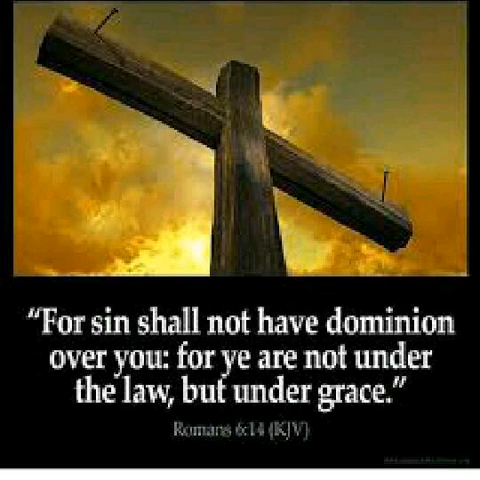 “For sin shall not have dominion
over you: for ye are not under
the law, but under grace.”
Romans 6:14 (KJV)